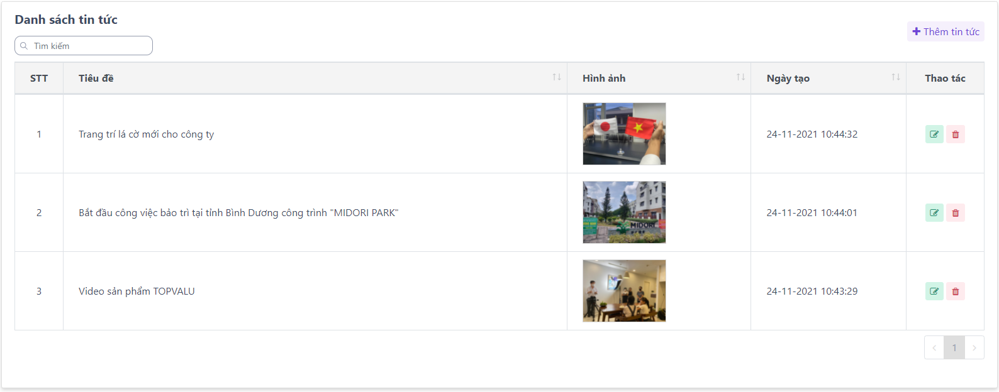 Danh sách tin tức
Tìm kiếm
Thêm tin tức
STT Tiêu đề Hình ảnh Ngày tạo Thao tác
1 Trang trí lá cờ mới cho công ty 24-11-2021 10:44:32
2 Bắt đầu công việc bảo trì tại tỉnh Bình Dương công trình "MIDORI PARK" 24-11-2021 10:44:01
MIDORI
3 Video sản phẩm TOPVALU 24-11-2021 10:43:29
1